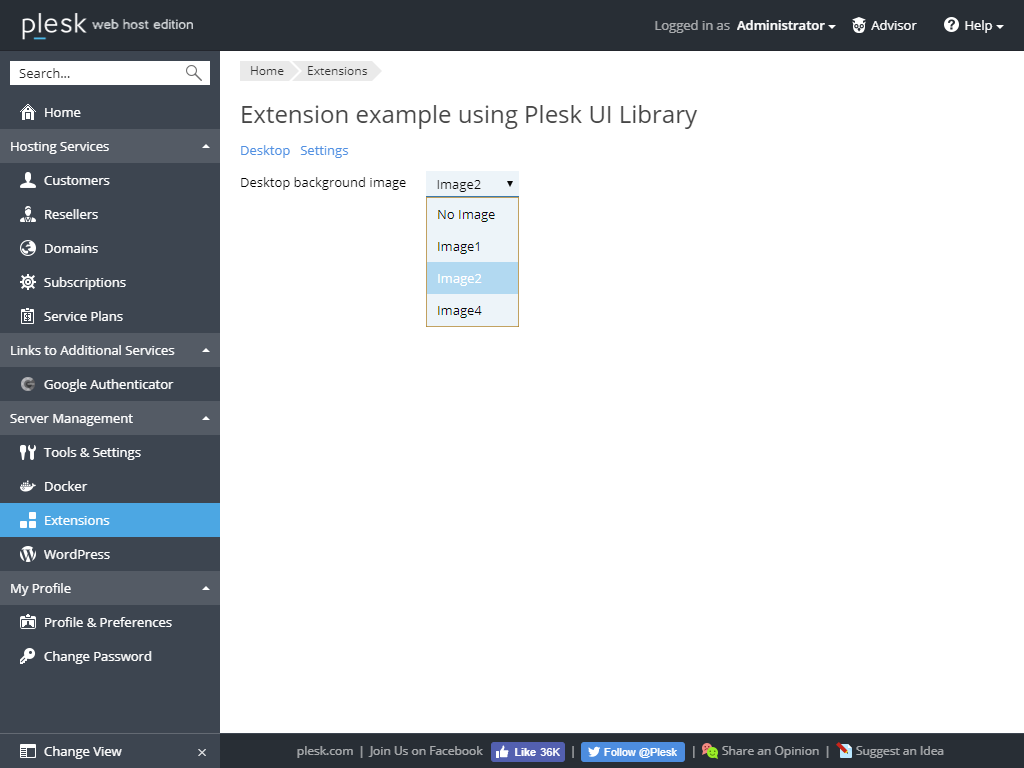 plesk web host edition
Logged in as Administrator
Advisor
Help
Search...
Home
Hosting Services
Customers
Resellers
Domains
Subscriptions
Service Plans
Links to Additional Services
Google Authenticator
Server Management
Tools & Settings
Docker
Extensions
WordPress
My Profile
Profile & Preferences
Change Password
Change View
Home Extensions
Extension example using Plesk UI Library
Desktop Settings
Desktop background image Image2
No Image
Image1
Image2
Image4
plesk.com | Join Us on Facebook Like 36K | Follow @Plesk | Share an Opinion | Suggest an Idea